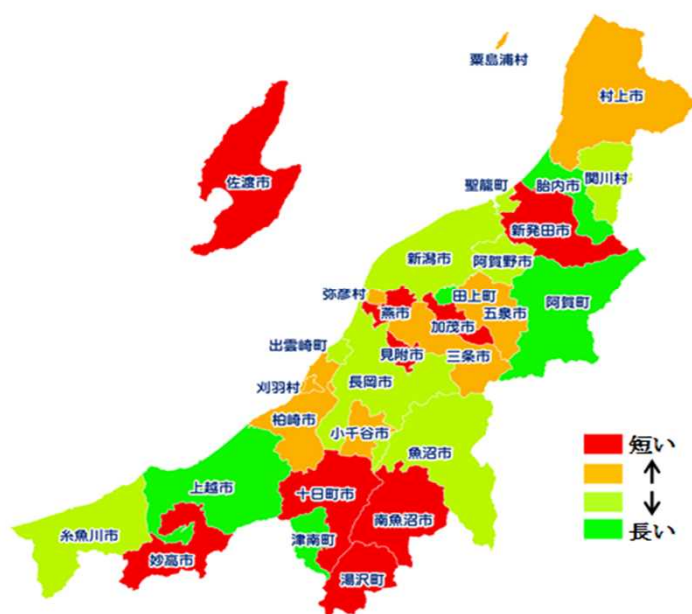 粟島浦村
村上市
佐渡市
関川村
胎内市
聖籠町
新発田市
新潟市
阿賀野市
弥彦村
田上町
阿賀町
燕市
五泉市
加茂市
出雲崎町
見附市
三条市
長岡市
刈羽村
柏崎市
小千谷市
魚沼市
上越市
十日町市
南魚沼市
糸魚川市
津南町
妙高市
湯沢町
短い
↑
↓
長い